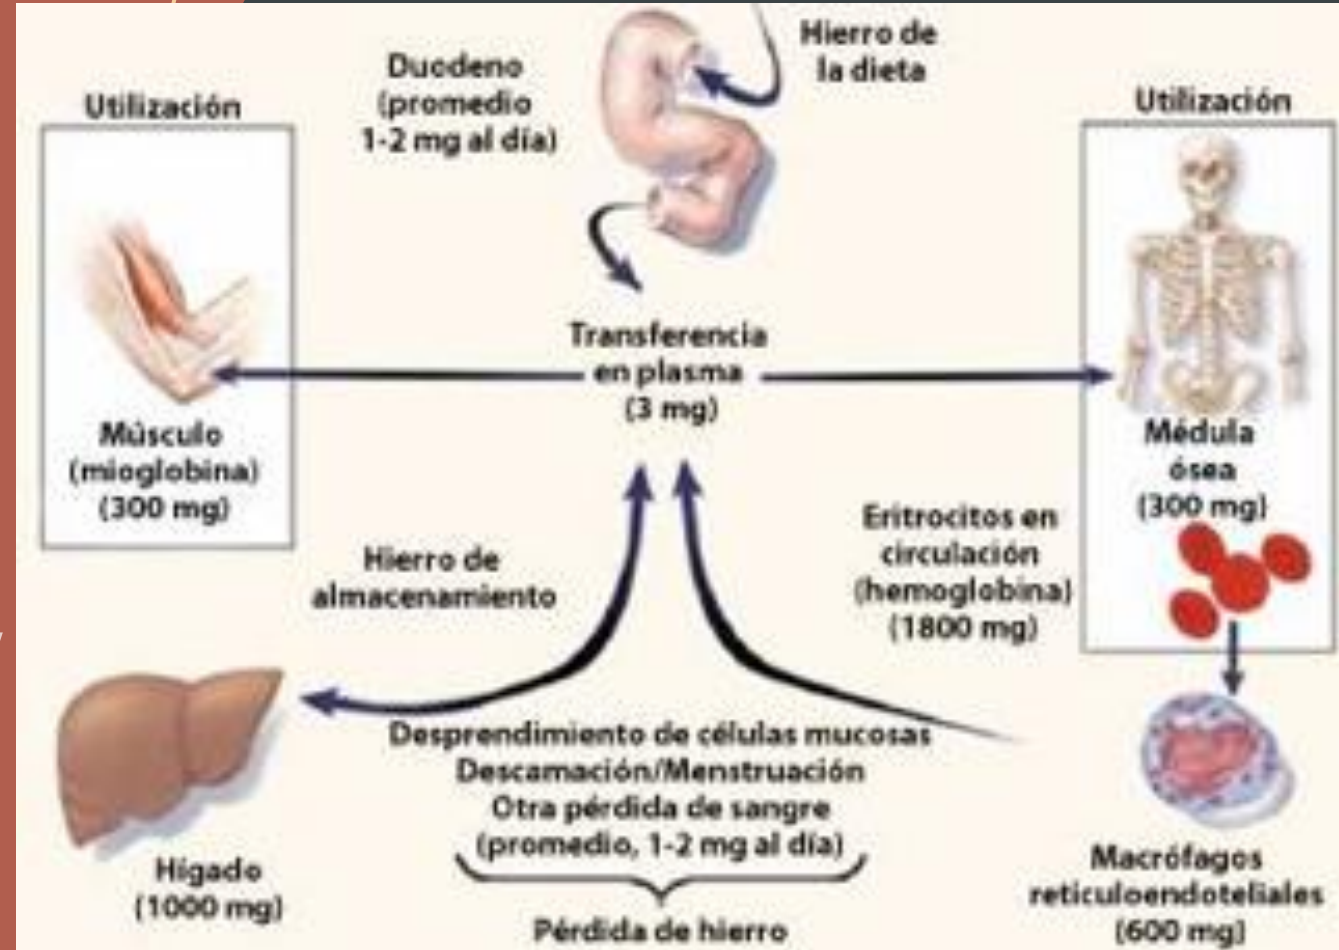 Hierro de
la dieta
Duodeno
(promedio
1-2 mg al día)
Utilización
Utilización
Transferencia
en plasma
(3 mg)
Músculo
(mioglobina)
(300 mg)
Médula
ósea
(300 mg)
Eritrocitos en
circulación
(hemoglobina)
(1800 mg)
Hierro de
almacenamiento
Desprendimiento de células mucosas
Descamación/Menstruación
Otra pérdida de sangre
(promedio, 1-2 mg al día)
Pérdida de hierro
Hígado
(1000 mg)
Macrófagos
reticuloendoteliales
(600 mg)